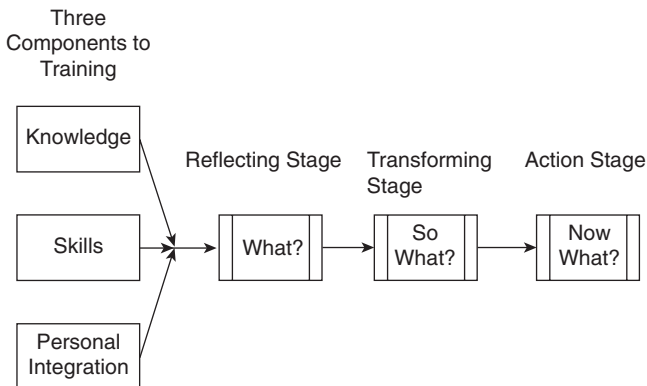 Three
Components to
Training
Knowledge
Skills
Personal
Integration
Reflecting Stage
What?
Transforming
Stage
So
What?
Action Stage
Now
What?